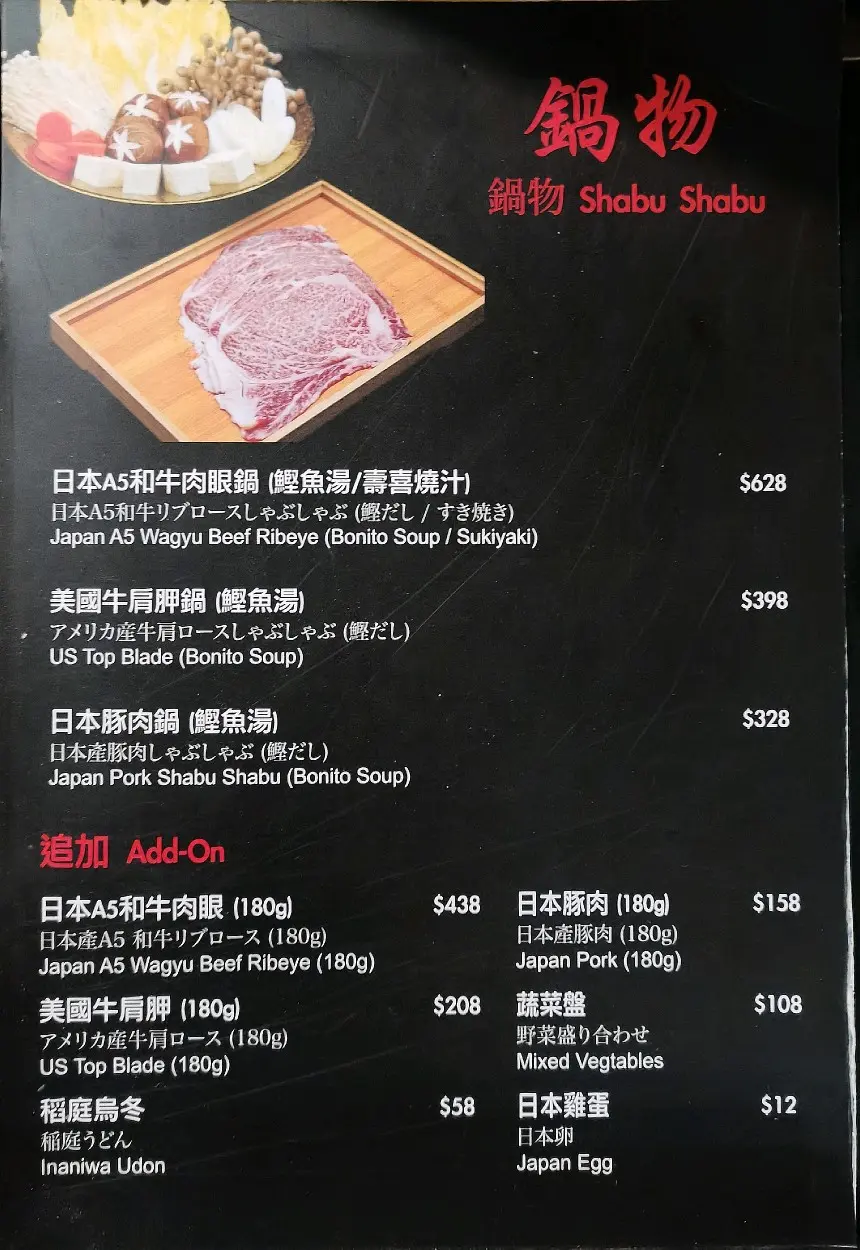 鍋物
鍋物 Shabu Shabu
日本A5和牛肉眼鍋 (鰹魚湯/壽喜燒汁) $628
日本A5和牛リブロースしゃぶしゃぶ (鰹だし / すき焼き)
Japan A5 Wagyu Beef Ribeye (Bonito Soup / Sukiyaki)
美國牛肩胛鍋 (鰹魚湯) $398
アメリカ産牛肩ロースしゃぶしゃぶ (鰹だし)
US Top Blade (Bonito Soup)
日本豚肉鍋 (鰹魚湯) $328
日本產豚肉しゃぶしゃぶ (鰹だし)
Japan Pork Shabu Shabu (Bonito Soup)
追加 Add-On
日本A5和牛肉眼 (180g) $438
日本產A5 和牛リブロース (180g)
Japan A5 Wagyu Beef Ribeye (180g)
美國牛肩胛 (180g) $208
アメリカ産牛肩ロース (180g)
US Top Blade (180g)
稻庭烏冬 $58
稲庭うどん
Inaniwa Udon
日本豚肉 (180g) $158
日本產豚肉 (180g)
Japan Pork (180g)
蔬菜盤 $108
野菜盛り合わせ
Mixed Vegtables
日本雞蛋 $12
日本卵
Japan Egg